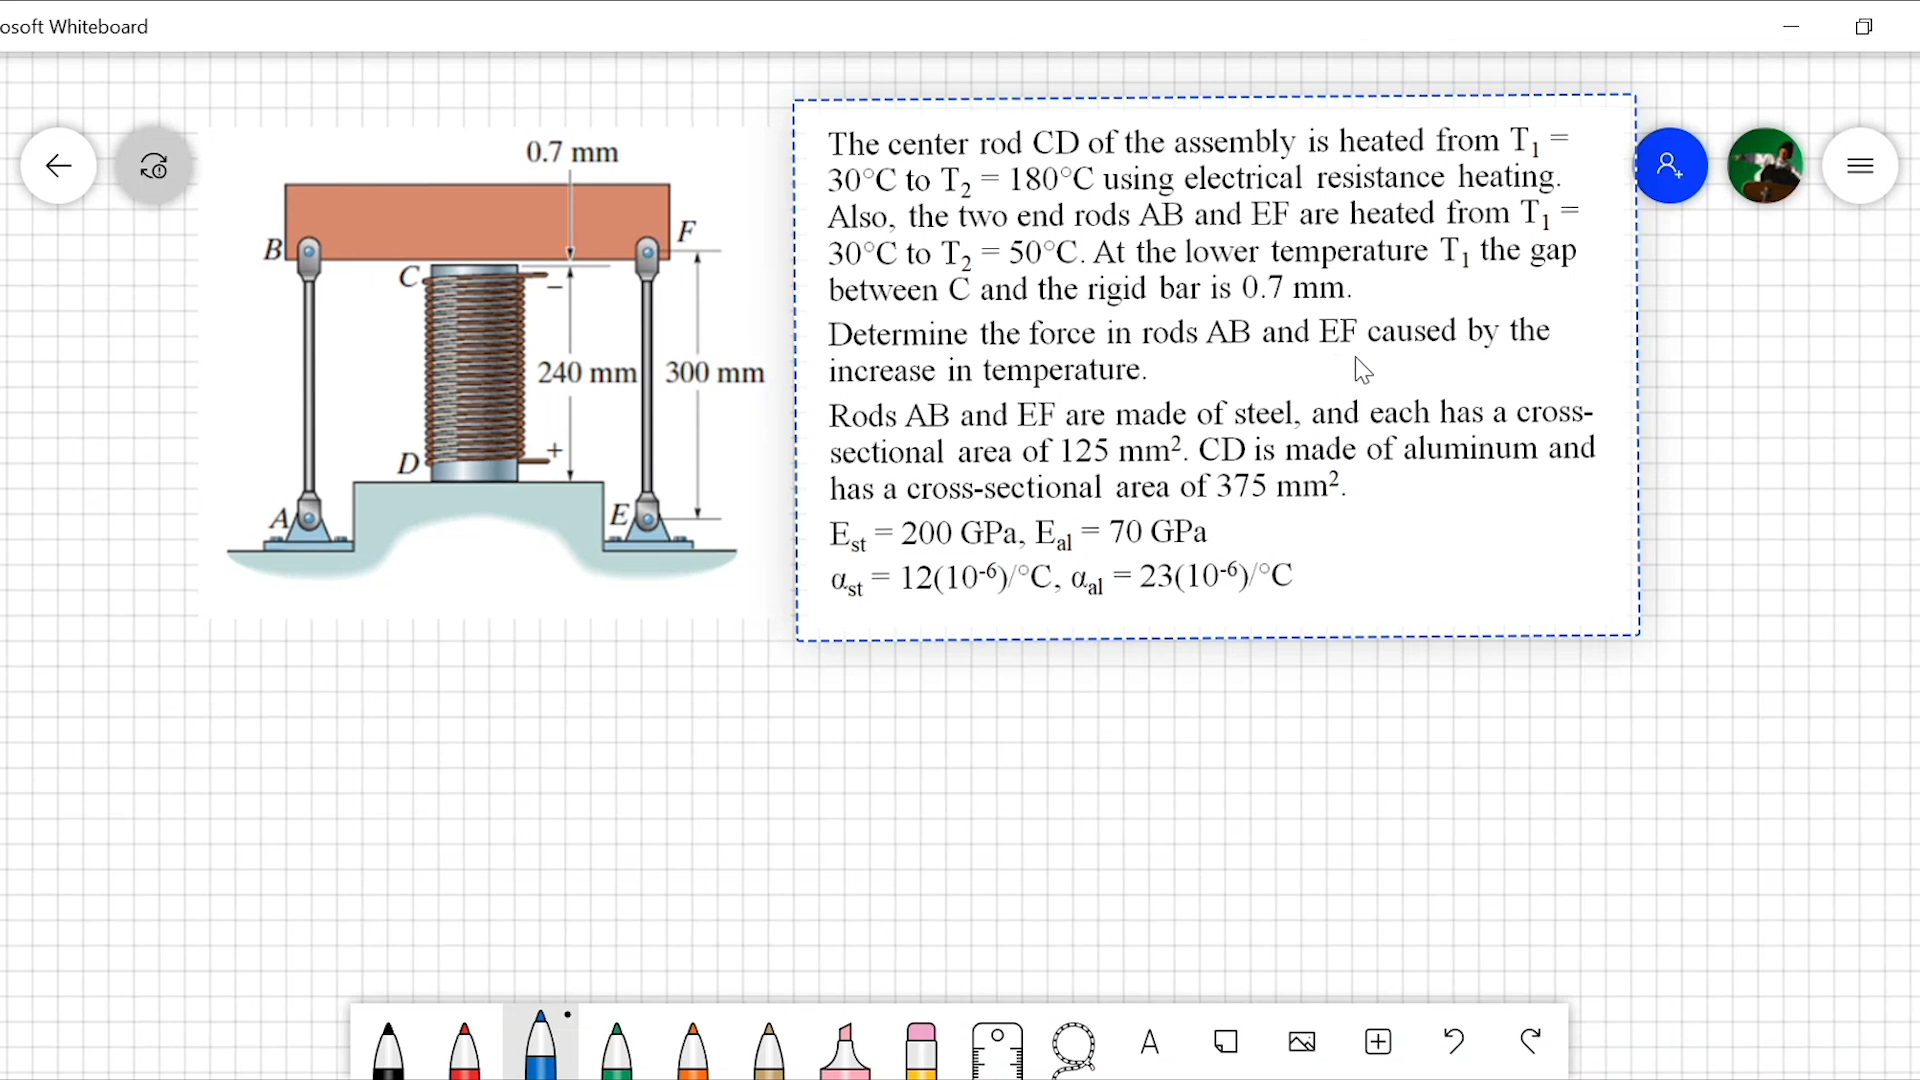 osoft Whiteboard
0.7 mm
B
F
C
−
240 mm
300 mm
D
+
A
E
The center rod CD of the assembly is heated from T₁ =
30°C to T₂ = 180°C using electrical resistance heating.
Also, the two end rods AB and EF are heated from T₁ =
30°C to T₂ = 50°C. At the lower temperature T₁ the gap
between C and the rigid bar is 0.7 mm.
Determine the force in rods AB and EF caused by the
increase in temperature.
Rods AB and EF are made of steel, and each has a cross-
sectional area of 125 mm². CD is made of aluminum and
has a cross-sectional area of 375 mm².
Eₛₜ = 200 GPa, Eₐₗ = 70 GPa
αₛₜ = 12(10⁻⁶)/°C, αₐₗ = 23(10⁻⁶)/°C